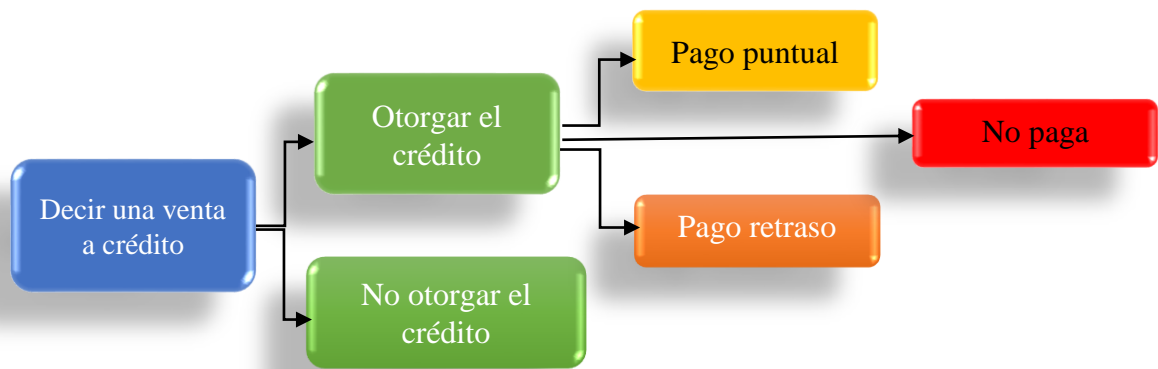 Decir una venta
a crédito
Otorgar el
crédito
No otorgar el
crédito
Pago puntual
No paga
Pago retraso